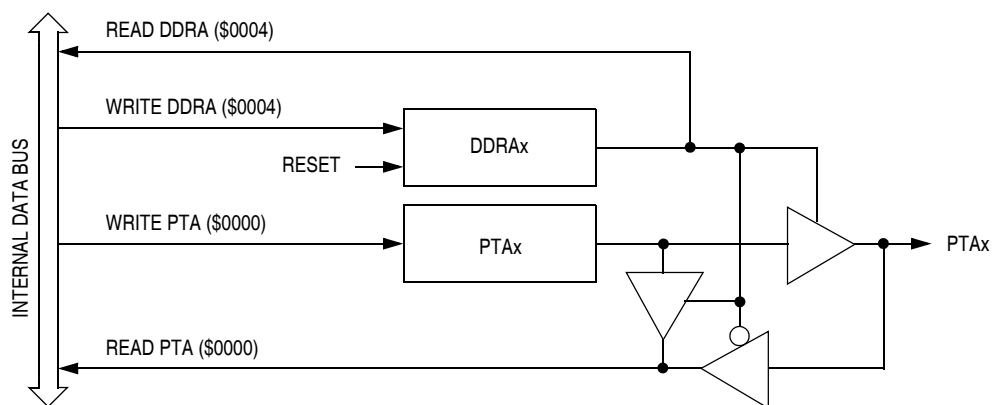 READ DDRA ($0004)
WRITE DDRA ($0004)
DDRAx
RESET
INTERNAL DATA BUS
WRITE PTA ($0000)
PTAx
PTAx
READ PTA ($0000)